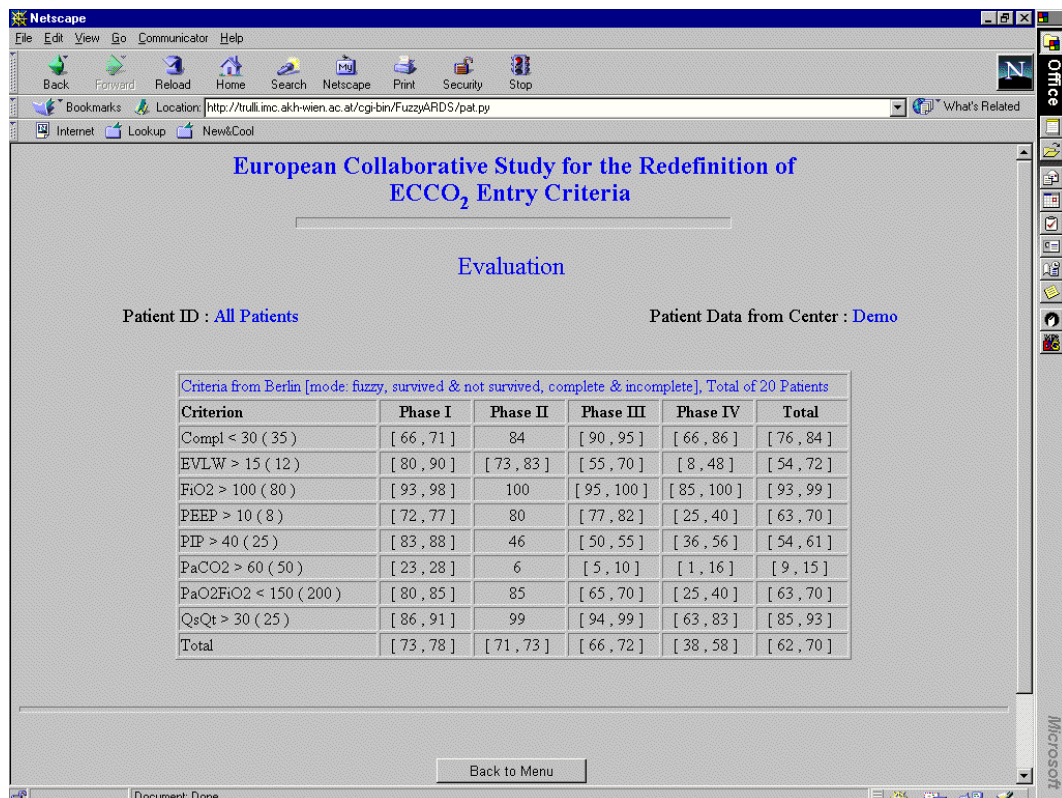 Netscape
File Edit View Go Communicator Help
Back Forward Reload Home Search Netscape Print Security Stop
My
N
Bookmarks Location: http://trulli.imc.akh-wien.ac.at/cgi-bin/FuzzyARDS/pat.py What's Related
Internet Lookup New&Cool
Office
European Collaborative Study for the Redefinition of
ECCO2 Entry Criteria
Evaluation
Patient ID : All Patients Patient Data from Center : Demo
Criteria from Berlin [mode: fuzzy, survived & not survived, complete & incomplete], Total of 20 Patients
Criterion Phase I Phase II Phase III Phase IV Total
Compl < 30 ( 35 ) [ 66 , 71 ] 84 [ 90 , 95 ] [ 66 , 86 ] [ 76 , 84 ]
EVLW > 15 ( 12 ) [ 80 , 90 ] [ 73 , 83 ] [ 55 , 70 ] [ 8 , 48 ] [ 54 , 72 ]
FiO2 > 100 ( 80 ) [ 93 , 98 ] 100 [ 95 , 100 ] [ 85 , 100 ] [ 93 , 99 ]
PEEP > 10 ( 8 ) [ 72 , 77 ] 80 [ 77 , 82 ] [ 25 , 40 ] [ 63 , 70 ]
PIP > 40 ( 25 ) [ 83 , 88 ] 46 [ 50 , 55 ] [ 36 , 56 ] [ 54 , 61 ]
PaCO2 > 60 ( 50 ) [ 23 , 28 ] 6 [ 5 , 10 ] [ 1 , 16 ] [ 9 , 15 ]
PaO2FiO2 < 150 ( 200 ) [ 80 , 85 ] 85 [ 65 , 70 ] [ 25 , 40 ] [ 63 , 70 ]
QsQt > 30 ( 25 ) [ 86 , 91 ] 99 [ 94 , 99 ] [ 63 , 83 ] [ 85 , 93 ]
Total [ 73 , 78 ] [ 71 , 73 ] [ 66 , 72 ] [ 38 , 58 ] [ 62 , 70 ]
Back to Menu
Microsoft
Document: Done